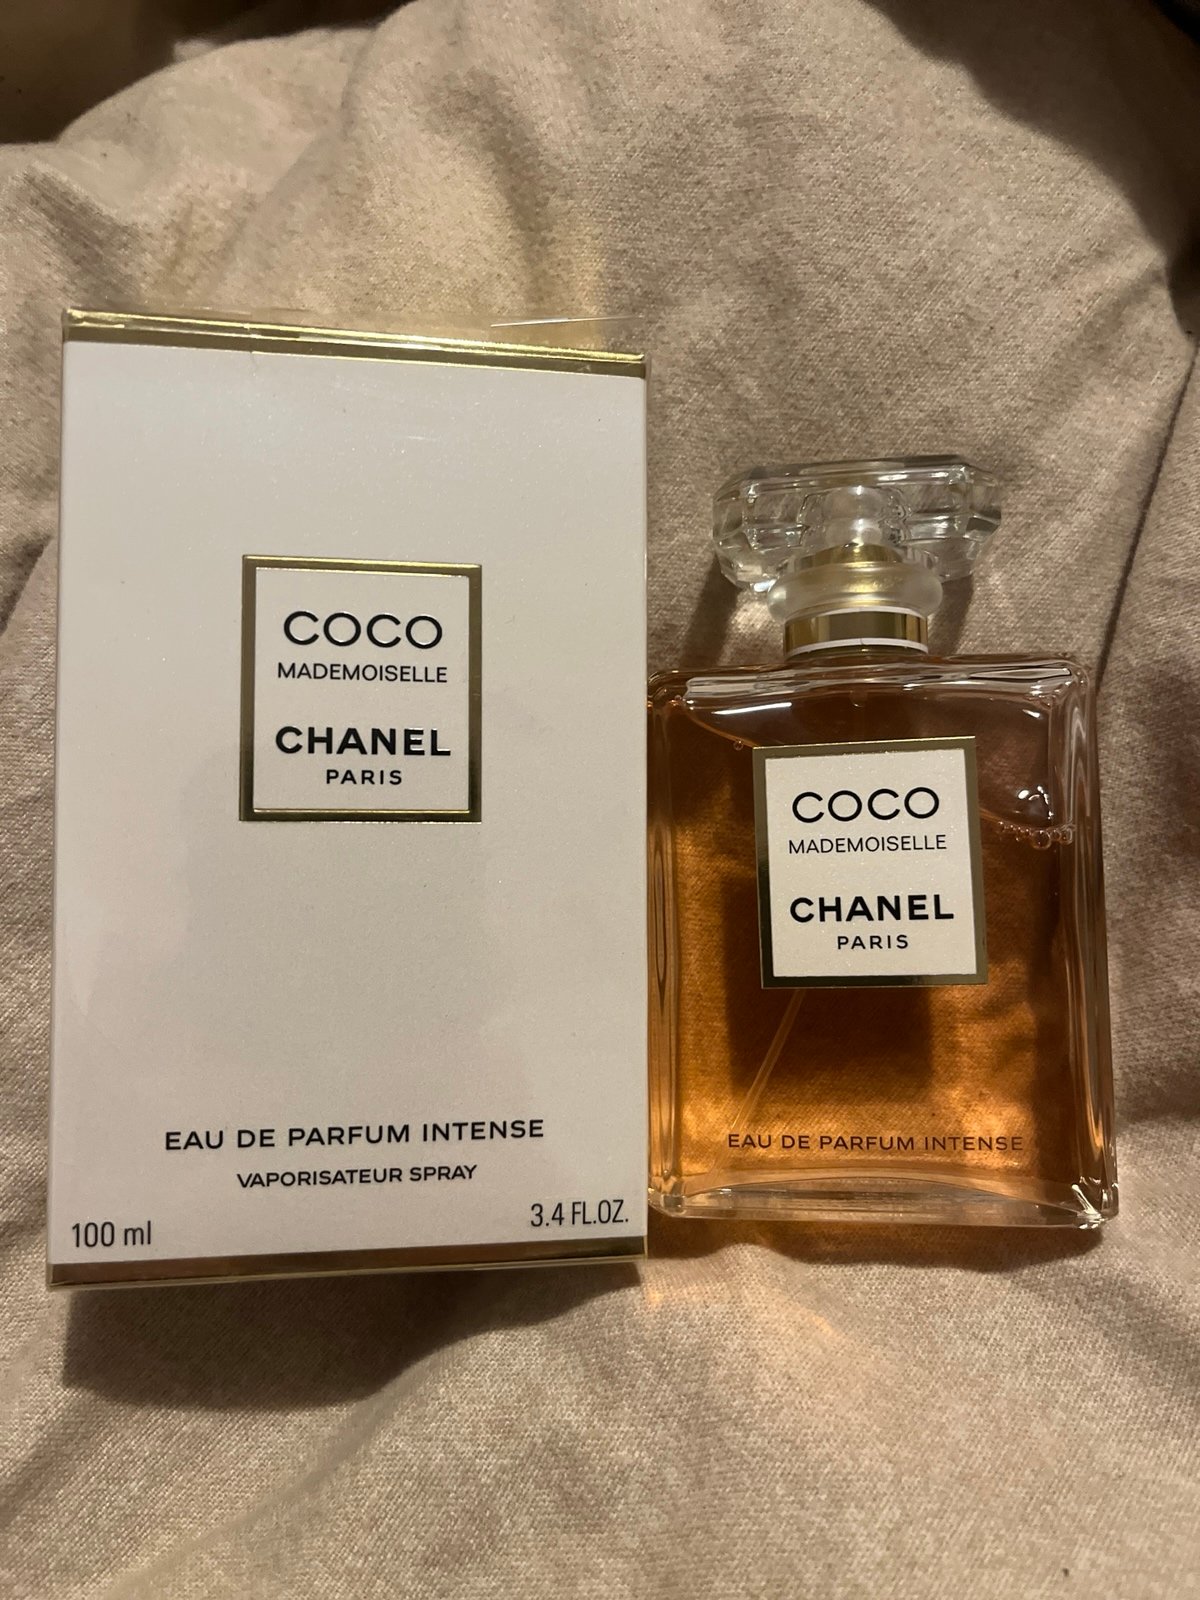 COCO
MADEMOISELLE
CHANEL
PARIS
EAU DE PARFUM INTENSE
VAPORISATEUR SPRAY
100 ml
3.4 FL.OZ.
COCO
MADEMOISELLE
CHANEL
PARIS
EAU DE PARFUM INTENSE